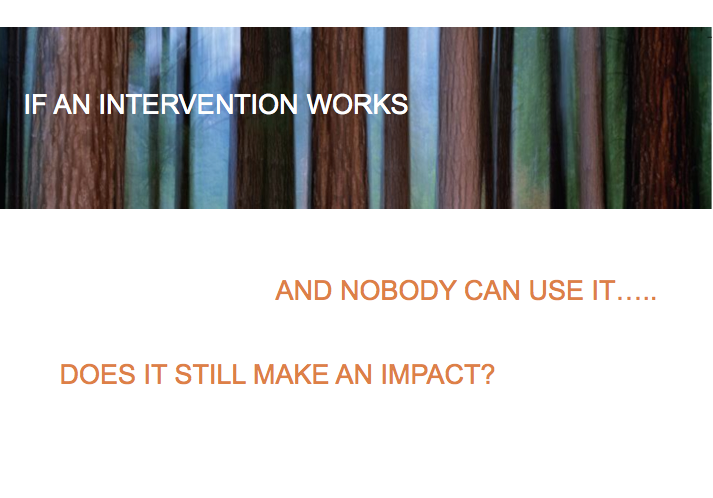 IF AN INTERVENTION WORKS
AND NOBODY CAN USE IT…..
DOES IT STILL MAKE AN IMPACT?